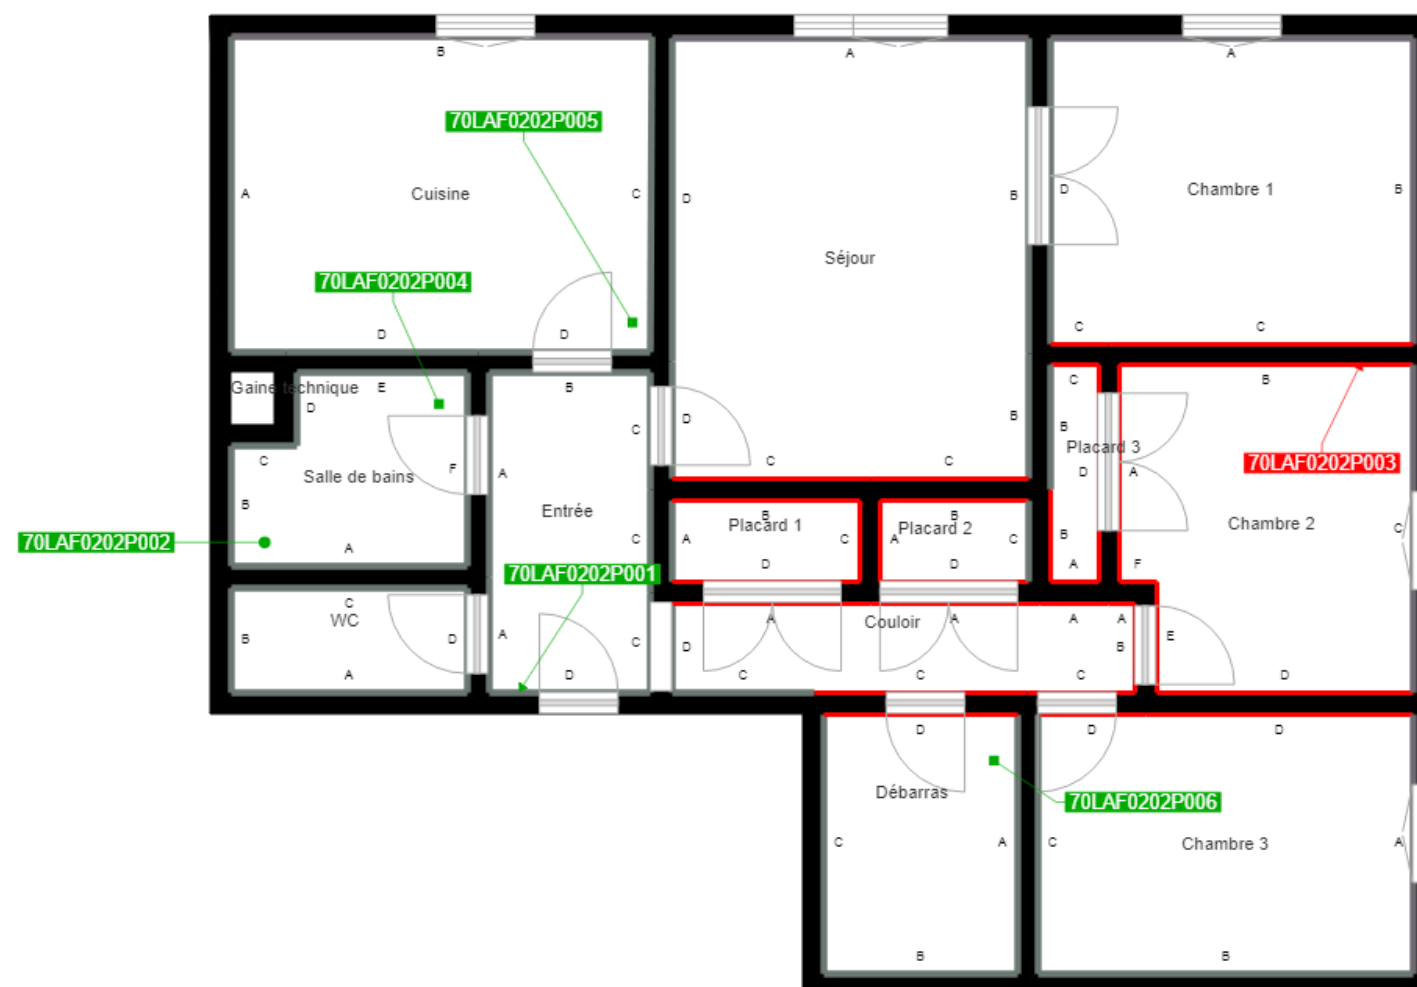 B
A
A
70LAF0202P005
A
Cuisine
C
D
B
D
Chambre 1
B
Séjour
70LAF0202P004
D
D
C
C
Gaine technique
E
B
C
B
D
D
C
B
B
Placard 3
A
C
C
C
70LAF0202P003
Salle de bains
F
A
D
B
Entrée
B
Placard 1
B
Placard 2
Chambre 2
C
70LAF0202P002
A
C
A
C
A
C
B
D
D
A
F
70LAF0202P001
C
WC
B
D
A
C
D
A
Couloir
A
A
A
B
E
A
D
C
C
C
D
D
D
D
Débarras
70LAF0202P006
C
A
C
Chambre 3
A
B
B